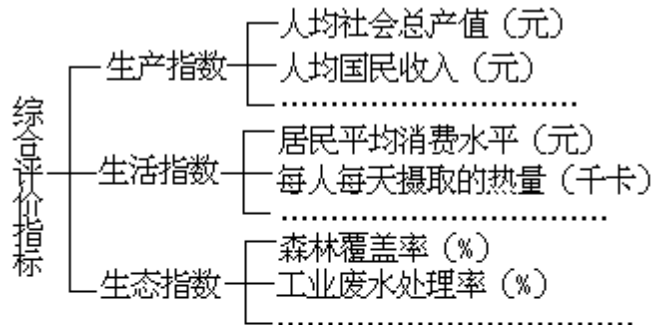 综合评价指标
生产指数
人均社会总产值（元）
人均国民收入（元）
…………………………
生活指数
居民平均消费水平（元）
每人每天摄取的热量（千卡）
…………………………
生态指数
森林覆盖率（%）
工业废水处理率（%）
…………………………